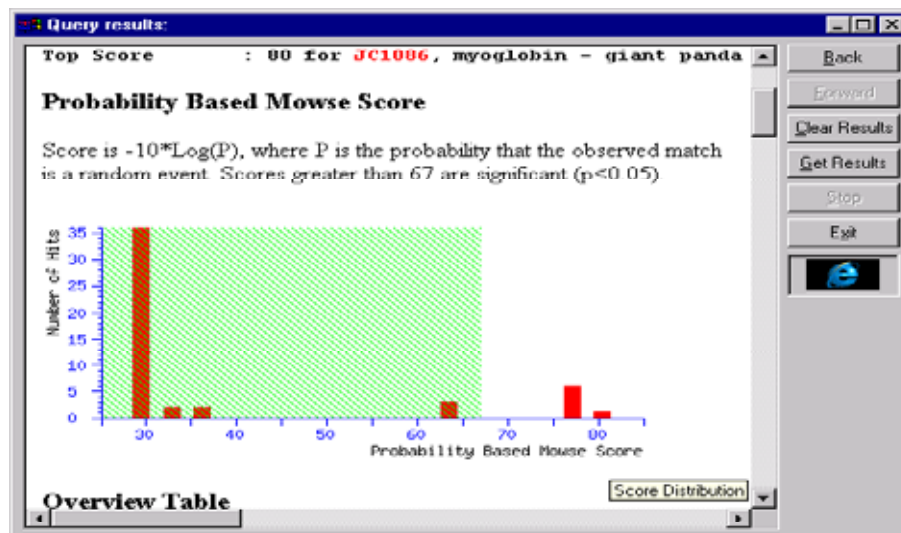 Query results:
Top Score : 80 for JC1086, myoglobin - giant panda
Back
Forward
Clear Results
Get Results
Stop
Exit
Probability Based Mowse Score
Score is -10*Log(P), where P is the probability that the observed match
is a random event. Scores greater than 67 are significant (p<0.05)
Number of Hits
35
30
25
20
15
10
5
0
30 40 50 60 70 80
Probability Based Mowse Score
Score Distribution
Overview Table